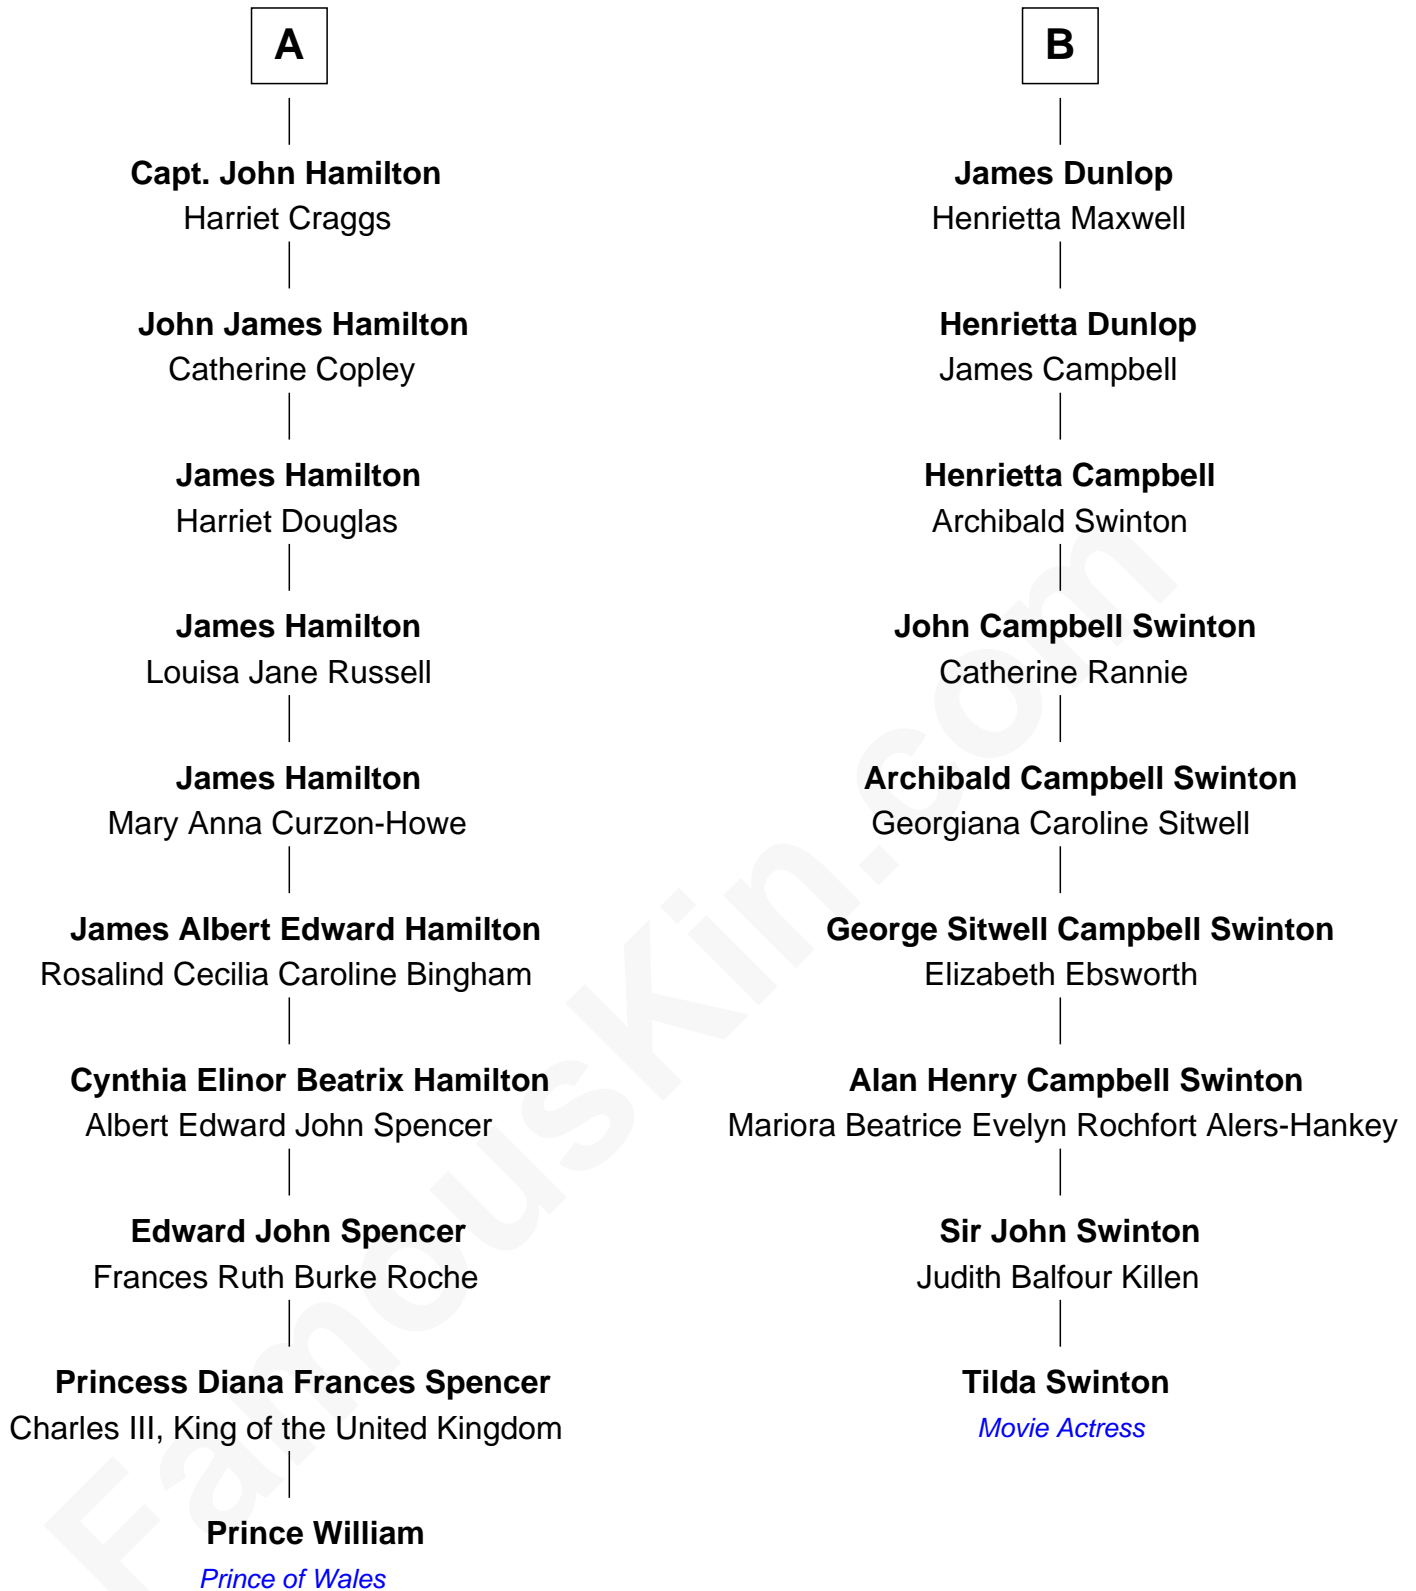 A
Capt. John Hamilton
Harriet Craggs
John James Hamilton
Catherine Copley
James Hamilton
Harriet Douglas
James Hamilton
Louisa Jane Russell
James Hamilton
Mary Anna Curzon-Howe
James Albert Edward Hamilton
Rosalind Cecilia Caroline Bingham
Cynthia Elinor Beatrix Hamilton
Albert Edward John Spencer
Edward John Spencer
Frances Ruth Burke Roche
Princess Diana Frances Spencer
Charles III, King of the United Kingdom
Prince William
Prince of Wales
B
James Dunlop
Henrietta Maxwell
Henrietta Dunlop
James Campbell
Henrietta Campbell
Archibald Swinton
John Campbell Swinton
Catherine Rannie
Archibald Campbell Swinton
Georgiana Caroline Sitwell
George Sitwell Campbell Swinton
Elizabeth Ebsworth
Alan Henry Campbell Swinton
Mariora Beatrice Evelyn Rochfort Alers-Hankey
Sir John Swinton
Judith Balfour Killen
Tilda Swinton
Movie Actress
FamousKin.com